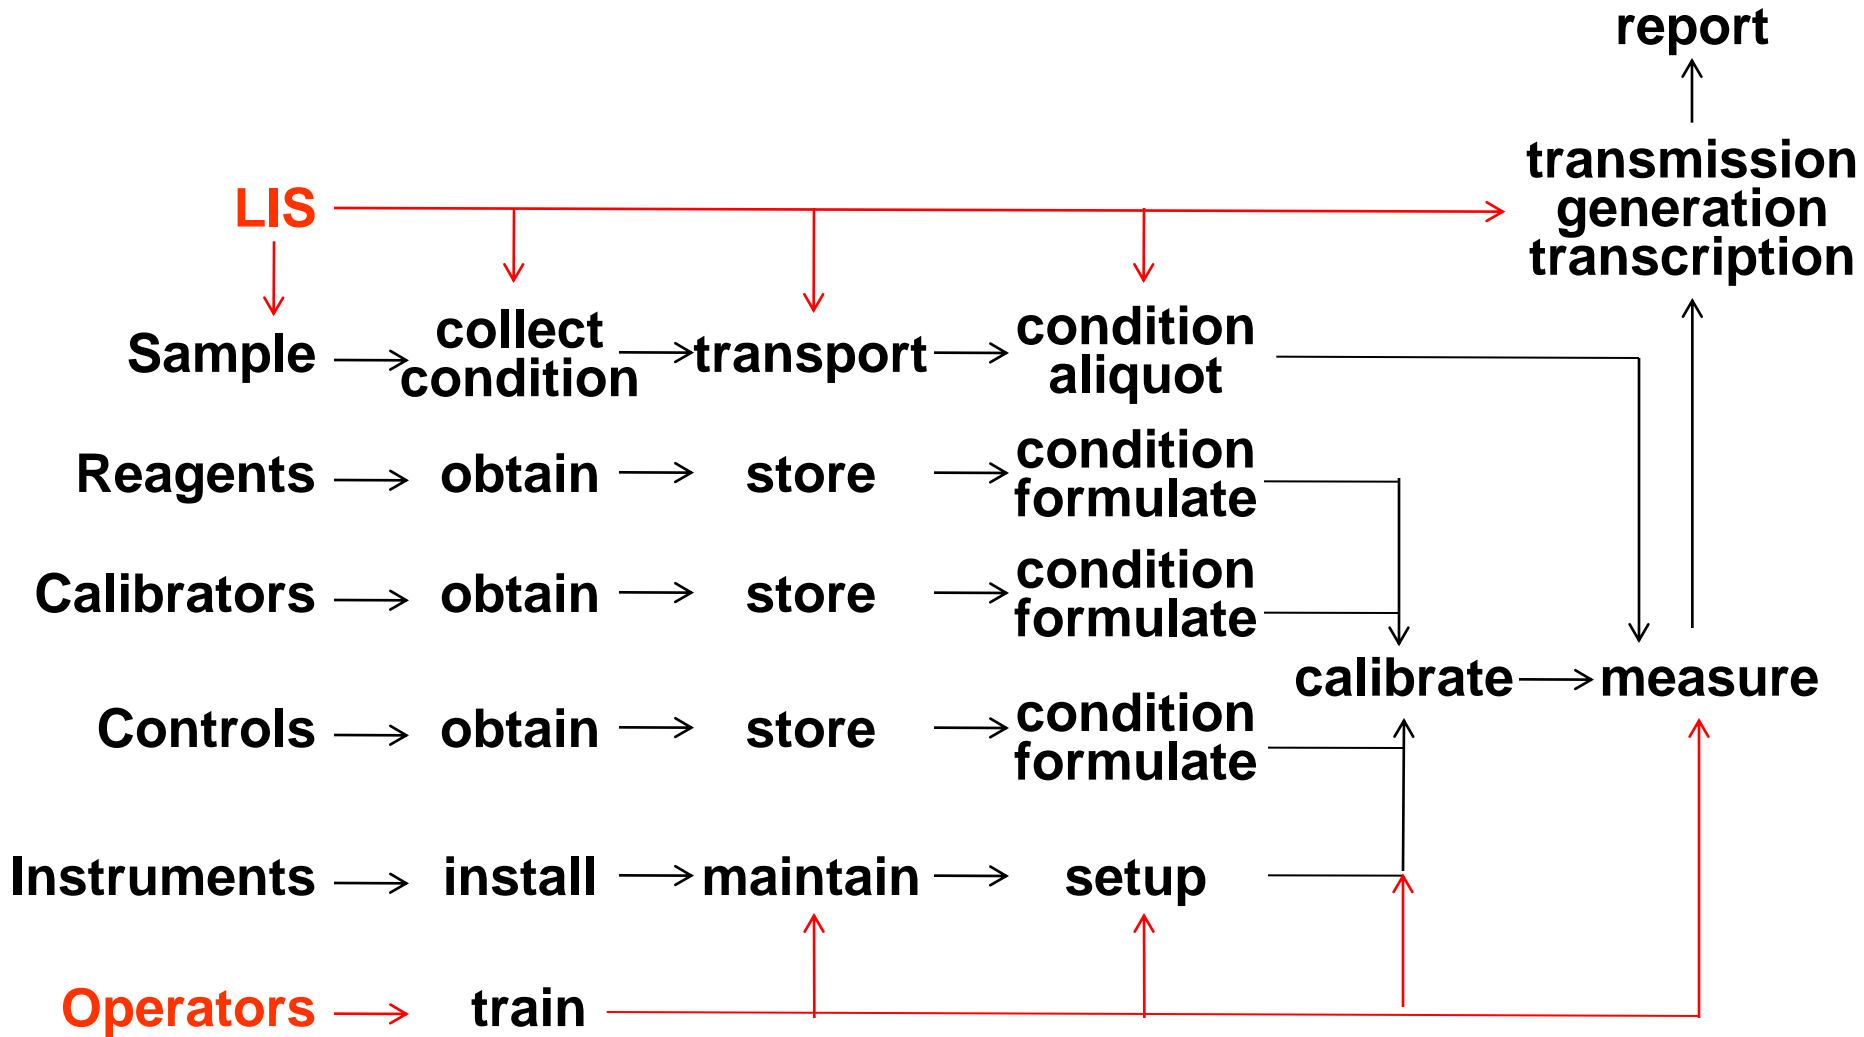 report
transmission
generation
transcription
LIS
Sample
collect
condition
transport
condition
aliquot
Reagents
obtain
store
condition
formulate
Calibrators
obtain
store
condition
formulate
calibrate
measure
Controls
obtain
store
condition
formulate
Instruments
install
maintain
setup
Operators
train